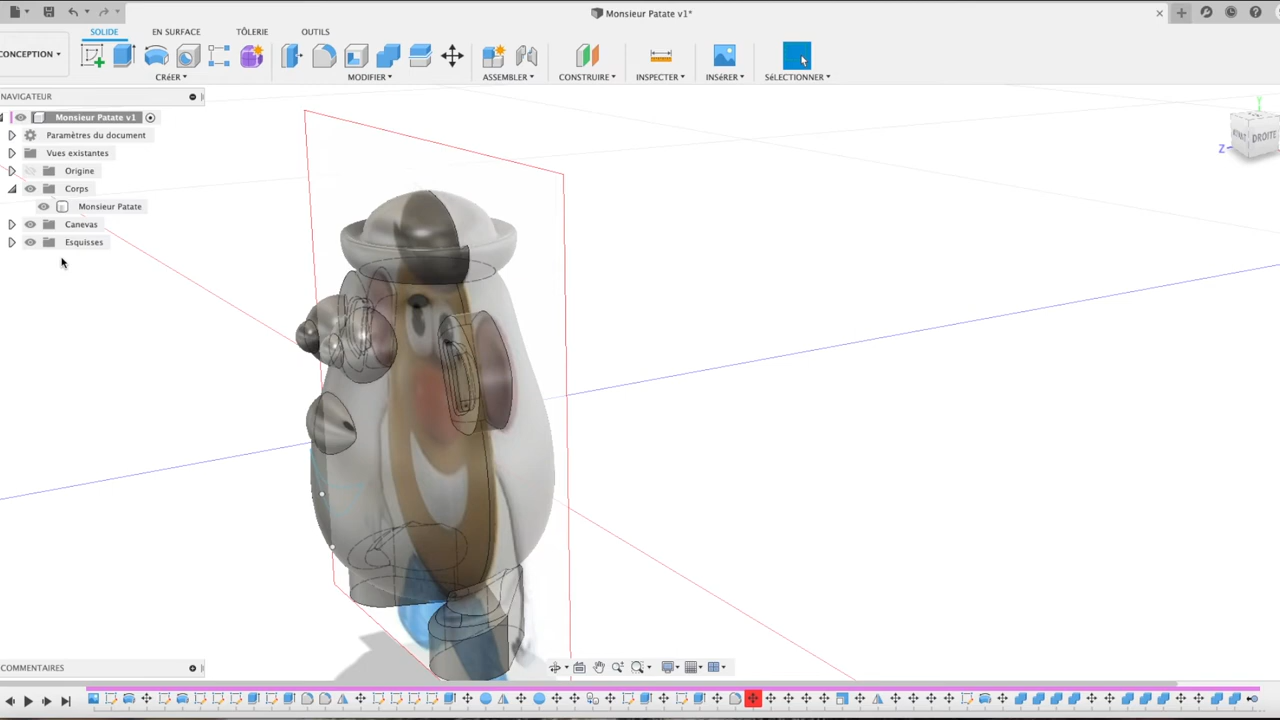 Monsieur Patate v1*
SOLIDE EN SURFACE TÔLERIE OUTILS
CONCEPTION
CRÉER MODIFIER ASSEMBLER CONSTRUIRE INSPECTER INSÉRER SÉLECTIONNER
NAVIGATEUR
Monsieur Patate v1
Paramètres du document
Vues existantes
Origine
Corps
Monsieur Patate
Canevas
Esquisses
Y
DROITE
Z
COMMENTAIRES